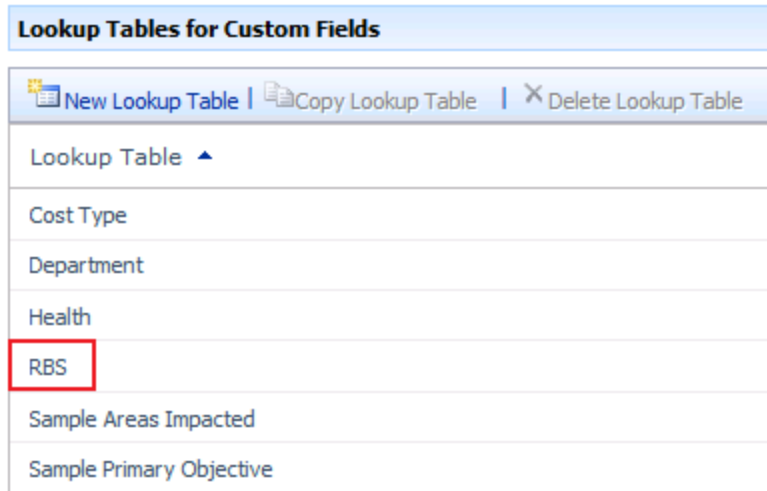 Lookup Tables for Custom Fields
New Lookup Table | Copy Lookup Table | Delete Lookup Table
Lookup Table
Cost Type
Department
Health
RBS
Sample Areas Impacted
Sample Primary Objective